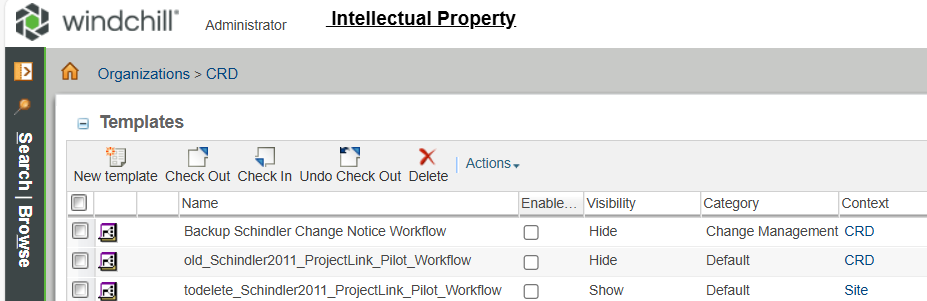 windchill®
Administrator
Intellectual Property
Organizations > CRD
Search | Browse
Templates
New template Check Out Check In Undo Check Out Delete Actions
Name Enable... Visibility Category Context
Backup Schindler Change Notice Workflow Hide Change Management CRD
old_Schindler2011_ProjectLink_Pilot_Workflow Hide Default CRD
todelete_Schindler2011_ProjectLink_Pilot_Workflow Show Default Site